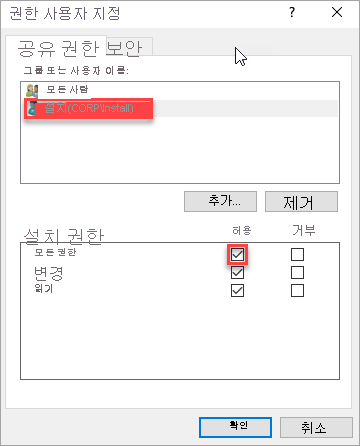 권한 사용자 지정
?
공유 권한 보안
그룹 또는 사용자 이름:
모든 사람
설치(CORP\Install)
추가...
제거
설치 권한
허용
거부
모든 권한
변경
읽기
확인
취소